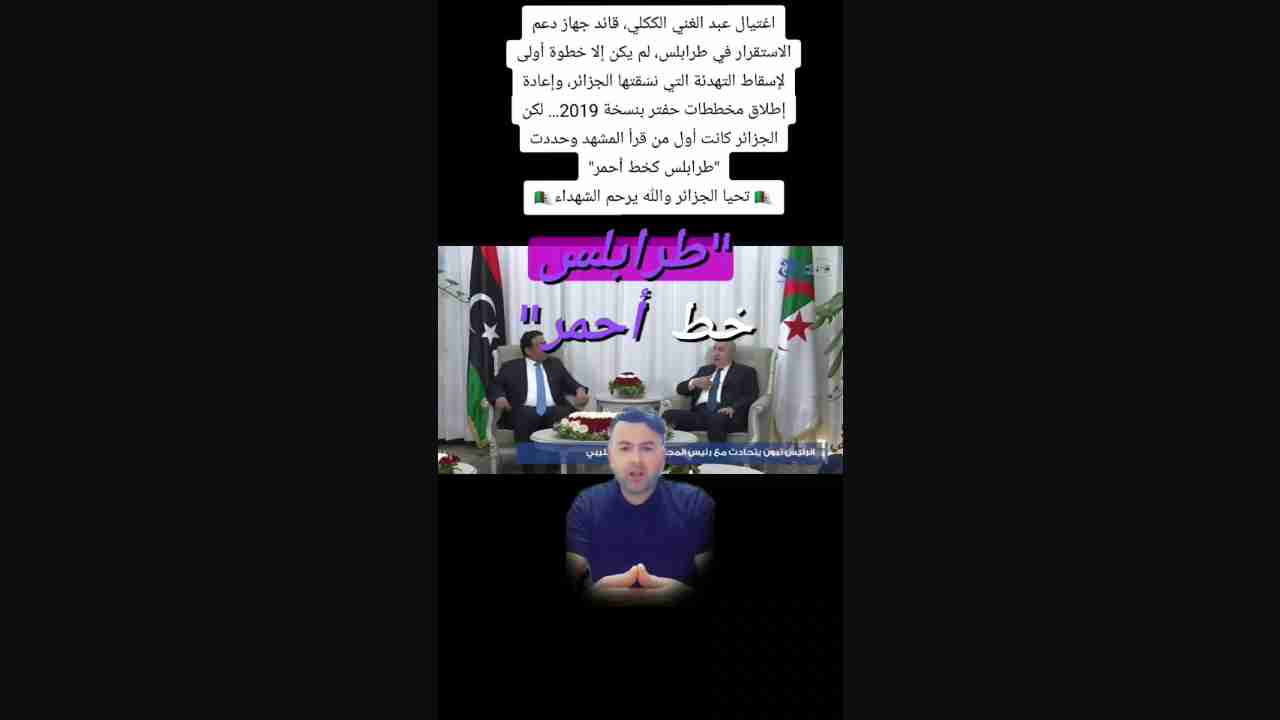 اغتيال عبد الغني الككلي، قائد جهاز دعم
الاستقرار في طرابلس، لم يكن إلا خطوة أولى
لإسقاط التهدئة التي نسّقتها الجزائر، وإعادة
إطلاق مخططات حفتر بنسخة 2019... لكن
الجزائر كانت أول من قرأ المشهد وحددت
"طرابلس كخط أحمر"
🇩🇿 تحيا الجزائر والله يرحم الشهداء 🇩🇿
"طرابلس
خط أحمر"
الرئيس تبون يتحادث مع رئيس